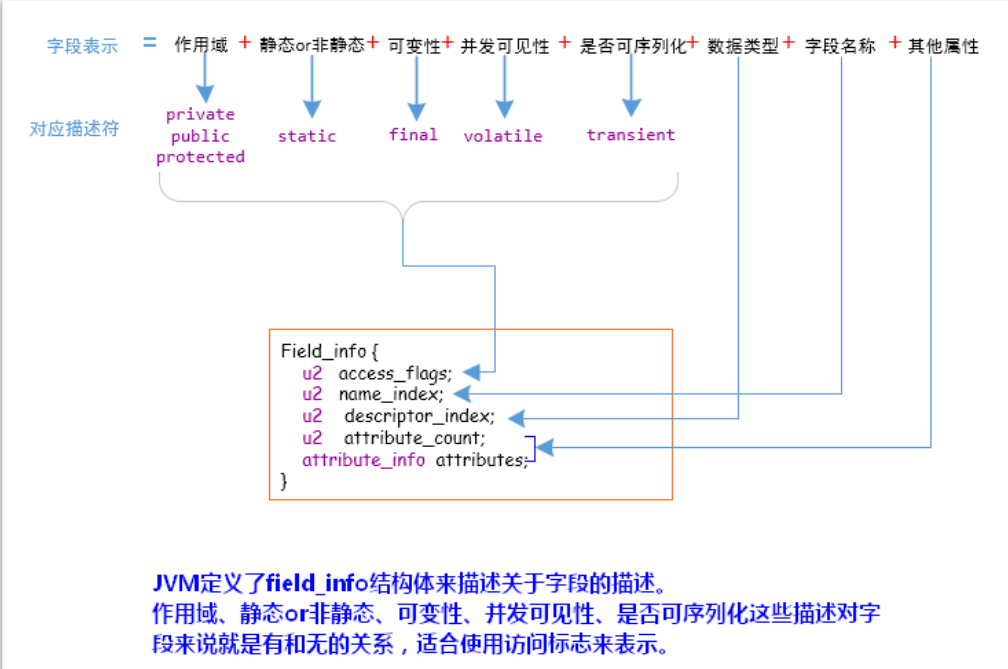 字段表示 = 作用域 + 静态or非静态+ 可变性+ 并发可见性 + 是否可序列化+ 数据类型+ 字段名称 + 其他属性
对应描述符
private
public
protected
static
final
volatile
transient
Field_info {
u2 access_flags;
u2 name_index;
u2 descriptor_index;
u2 attribute_count;
attribute_info attributes;
}
JVM定义了field_info结构体来描述关于字段的描述。
作用域、静态or非静态、可变性、并发可见性、是否可序列化这些描述对字
段来说就是有和无的关系，适合使用访问标志来表示。